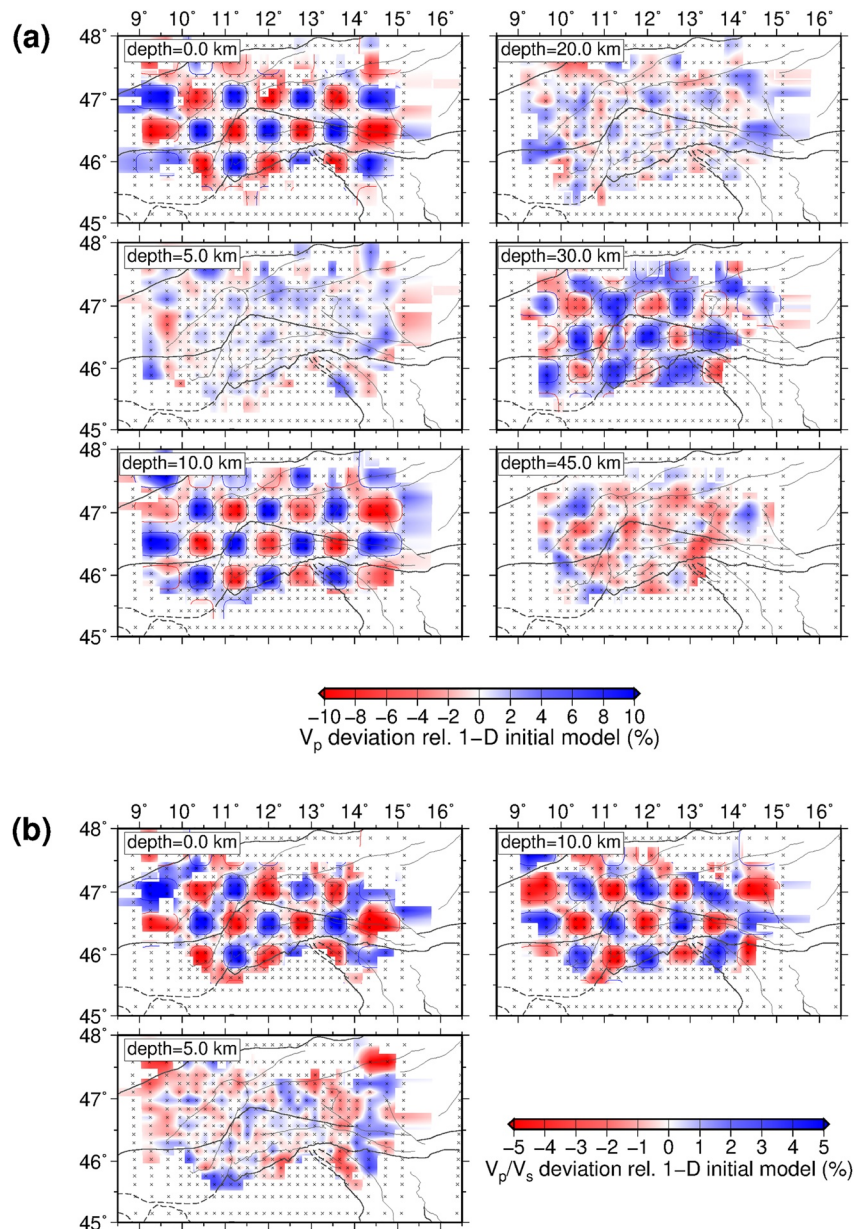 (a)
9˚ 10˚ 11˚ 12˚ 13˚ 14˚ 15˚ 16˚
9˚ 10˚ 11˚ 12˚ 13˚ 14˚ 15˚ 16˚
48˚
depth=0.0 km
depth=20.0 km
47˚
46˚
45˚
48˚
depth=5.0 km
depth=30.0 km
47˚
46˚
45˚
48˚
depth=10.0 km
depth=45.0 km
47˚
46˚
45˚
−10 −8 −6 −4 −2 0 2 4 6 8 10
Vp deviation rel. 1−D initial model (%)
(b)
9˚ 10˚ 11˚ 12˚ 13˚ 14˚ 15˚ 16˚
9˚ 10˚ 11˚ 12˚ 13˚ 14˚ 15˚ 16˚
48˚
depth=0.0 km
depth=10.0 km
47˚
46˚
45˚
48˚
depth=5.0 km
47˚
46˚
45˚
−5 −4 −3 −2 −1 0 1 2 3 4 5
Vp/Vs deviation rel. 1−D initial model (%)